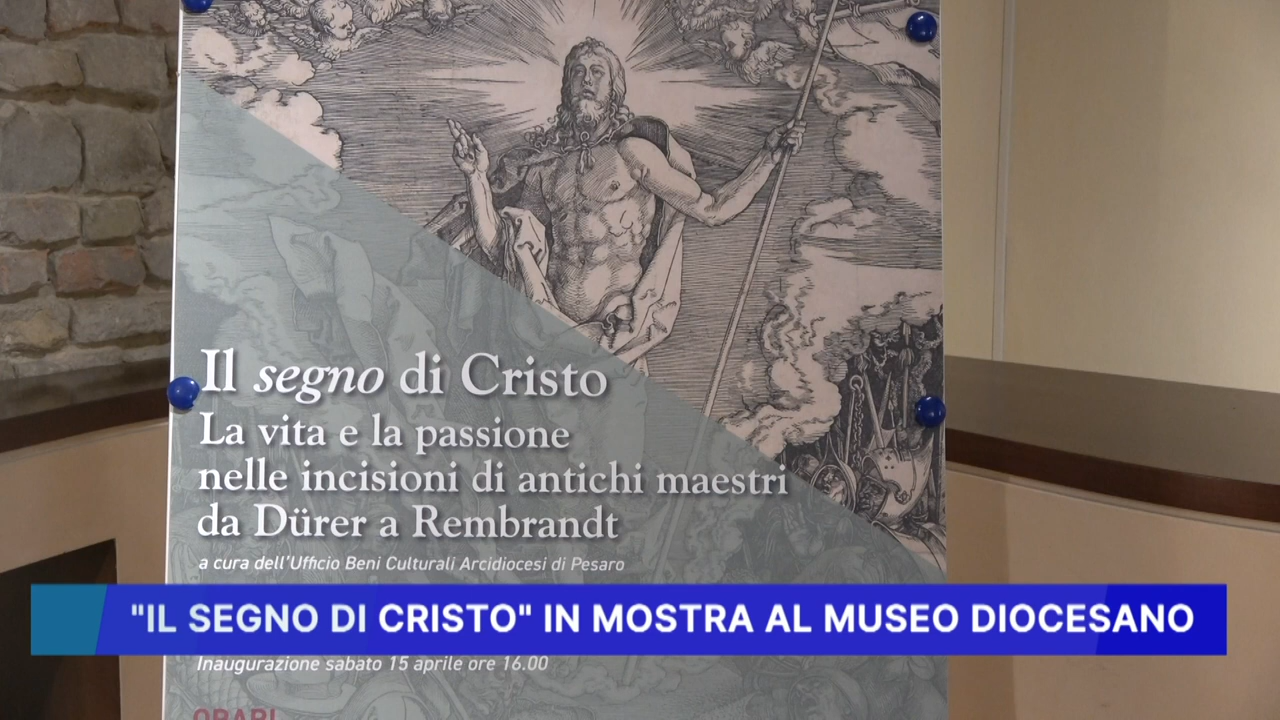 Il segno di Cristo
La vita e la passione
nelle incisioni di antichi maestri
da Dürer a Rembrandt
a cura dell'Ufficio Beni Culturali Arcidiocesi di Pesaro
"IL SEGNO DI CRISTO" IN MOSTRA AL MUSEO DIOCESANO
Inaugurazione sabato 15 aprile ore 16.00
ORARI